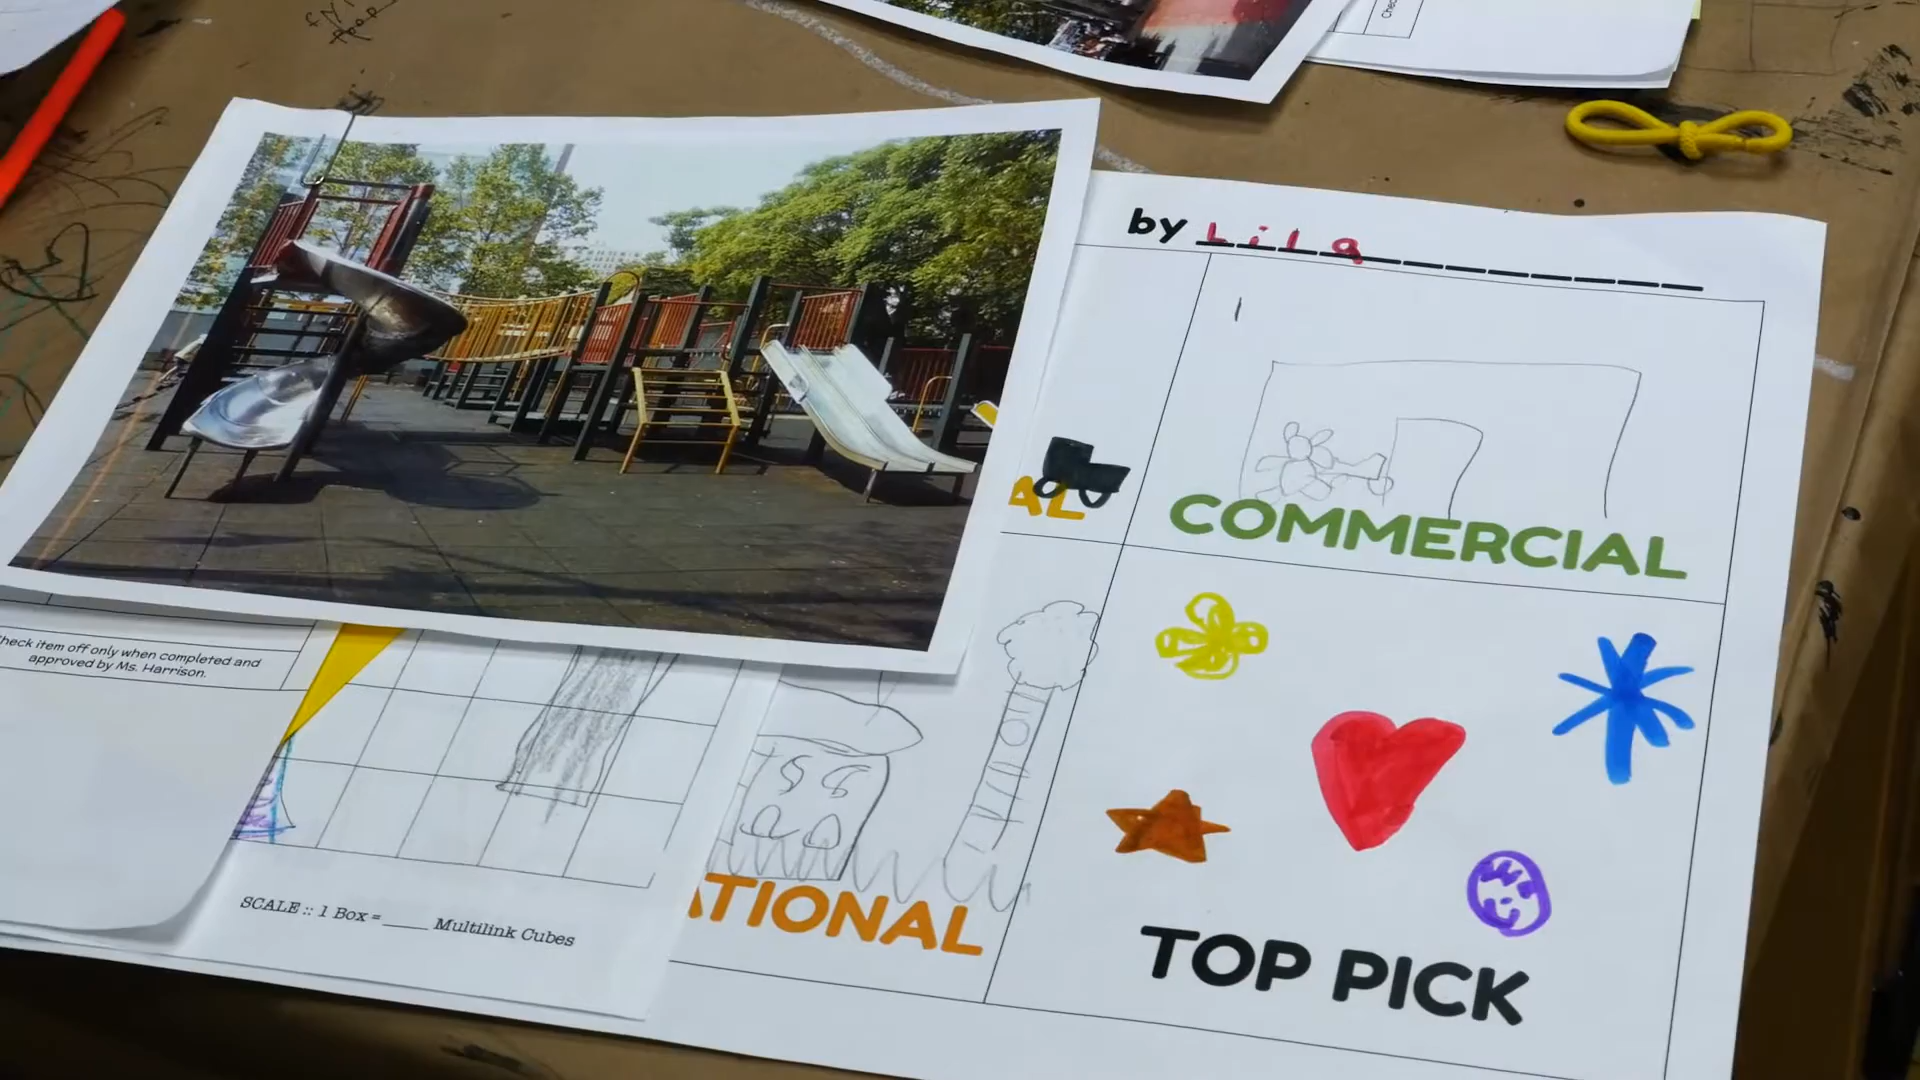 by Lila
AL
COMMERCIAL
Check item off only when completed and
approved by Ms. Harrison.
ATIONAL
SCALE :: 1 Box = ____ Multilink Cubes
TOP PICK